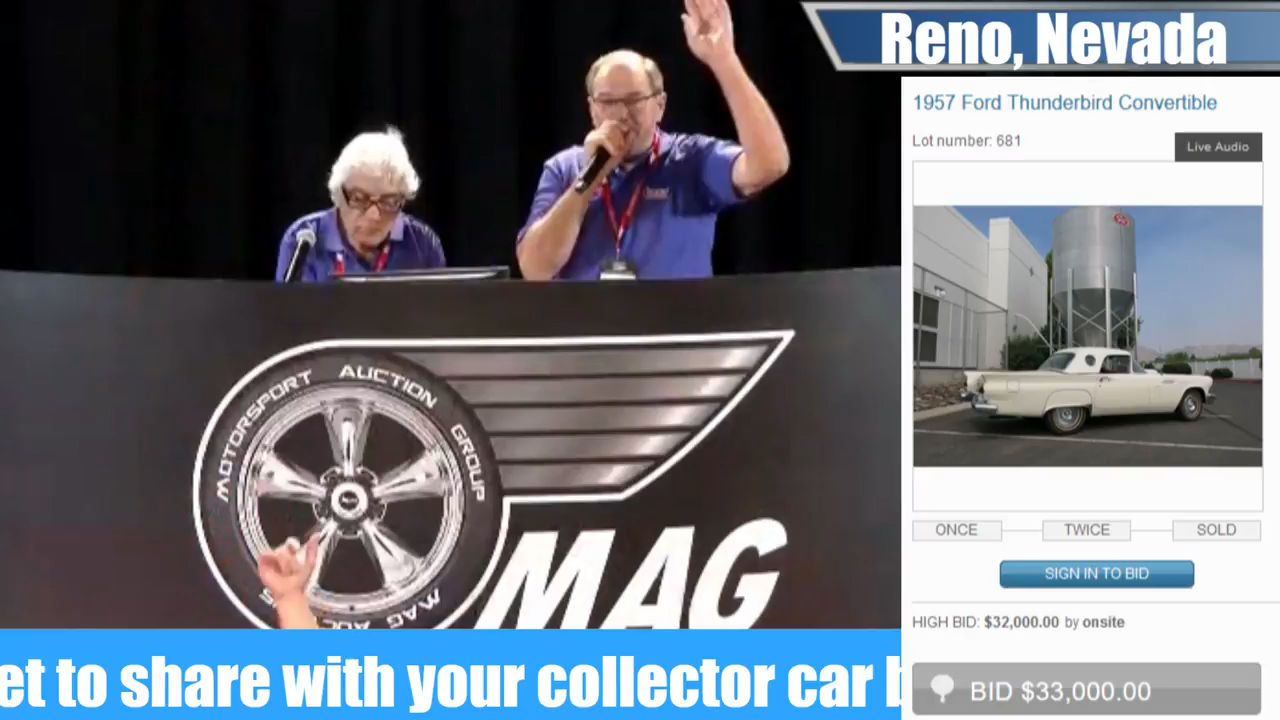 Reno, Nevada
1957 Ford Thunderbird Convertible
Lot number: 681
Live Audio
MOTORSPORT AUCTION GROUP
MAG
ONCE
TWICE
SOLD
SIGN IN TO BID
HIGH BID: $32,000.00 by onsite
BID $33,000.00
et to share with your collector car b